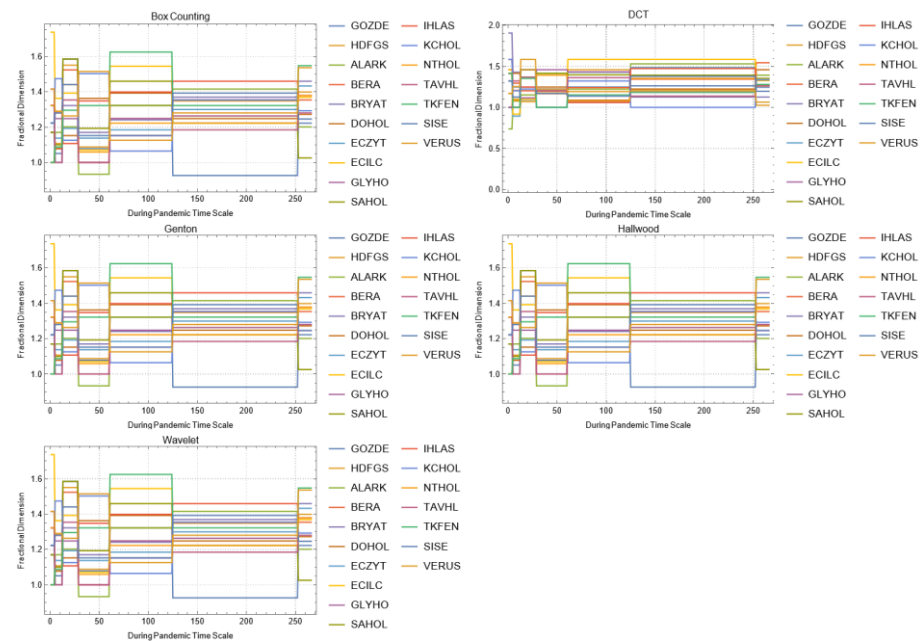 Box Counting
Fractional Dimension
1.6
1.4
1.2
1.0
0 50 100 150 200 250
During Pandemic Time Scale
GOZDE IHLAS
HDFGS KCHOL
ALARK NTHOL
BERA TAVHL
BRYAT TKFEN
DOHOL SISE
ECZYT VERUS
ECILC
GLYHO
SAHOL
DCT
Fractional Dimension
2.0
1.5
1.0
0.5
0.0
0 50 100 150 200 250
During Pandemic Time Scale
GOZDE IHLAS
HDFGS KCHOL
ALARK NTHOL
BERA TAVHL
BRYAT TKFEN
DOHOL SISE
ECZYT VERUS
ECILC
GLYHO
SAHOL
Genton
Fractional Dimension
1.6
1.4
1.2
1.0
0 50 100 150 200 250
During Pandemic Time Scale
GOZDE IHLAS
HDFGS KCHOL
ALARK NTHOL
BERA TAVHL
BRYAT TKFEN
DOHOL SISE
ECZYT VERUS
ECILC
GLYHO
SAHOL
Hallwood
Fractional Dimension
1.6
1.4
1.2
1.0
0 50 100 150 200 250
During Pandemic Time Scale
GOZDE IHLAS
HDFGS KCHOL
ALARK NTHOL
BERA TAVHL
BRYAT TKFEN
DOHOL SISE
ECZYT VERUS
ECILC
GLYHO
SAHOL
Wavelet
Fractional Dimension
1.6
1.4
1.2
1.0
0 50 100 150 200 250
During Pandemic Time Scale
GOZDE IHLAS
HDFGS KCHOL
ALARK NTHOL
BERA TAVHL
BRYAT TKFEN
DOHOL SISE
ECZYT VERUS
ECILC
GLYHO
SAHOL